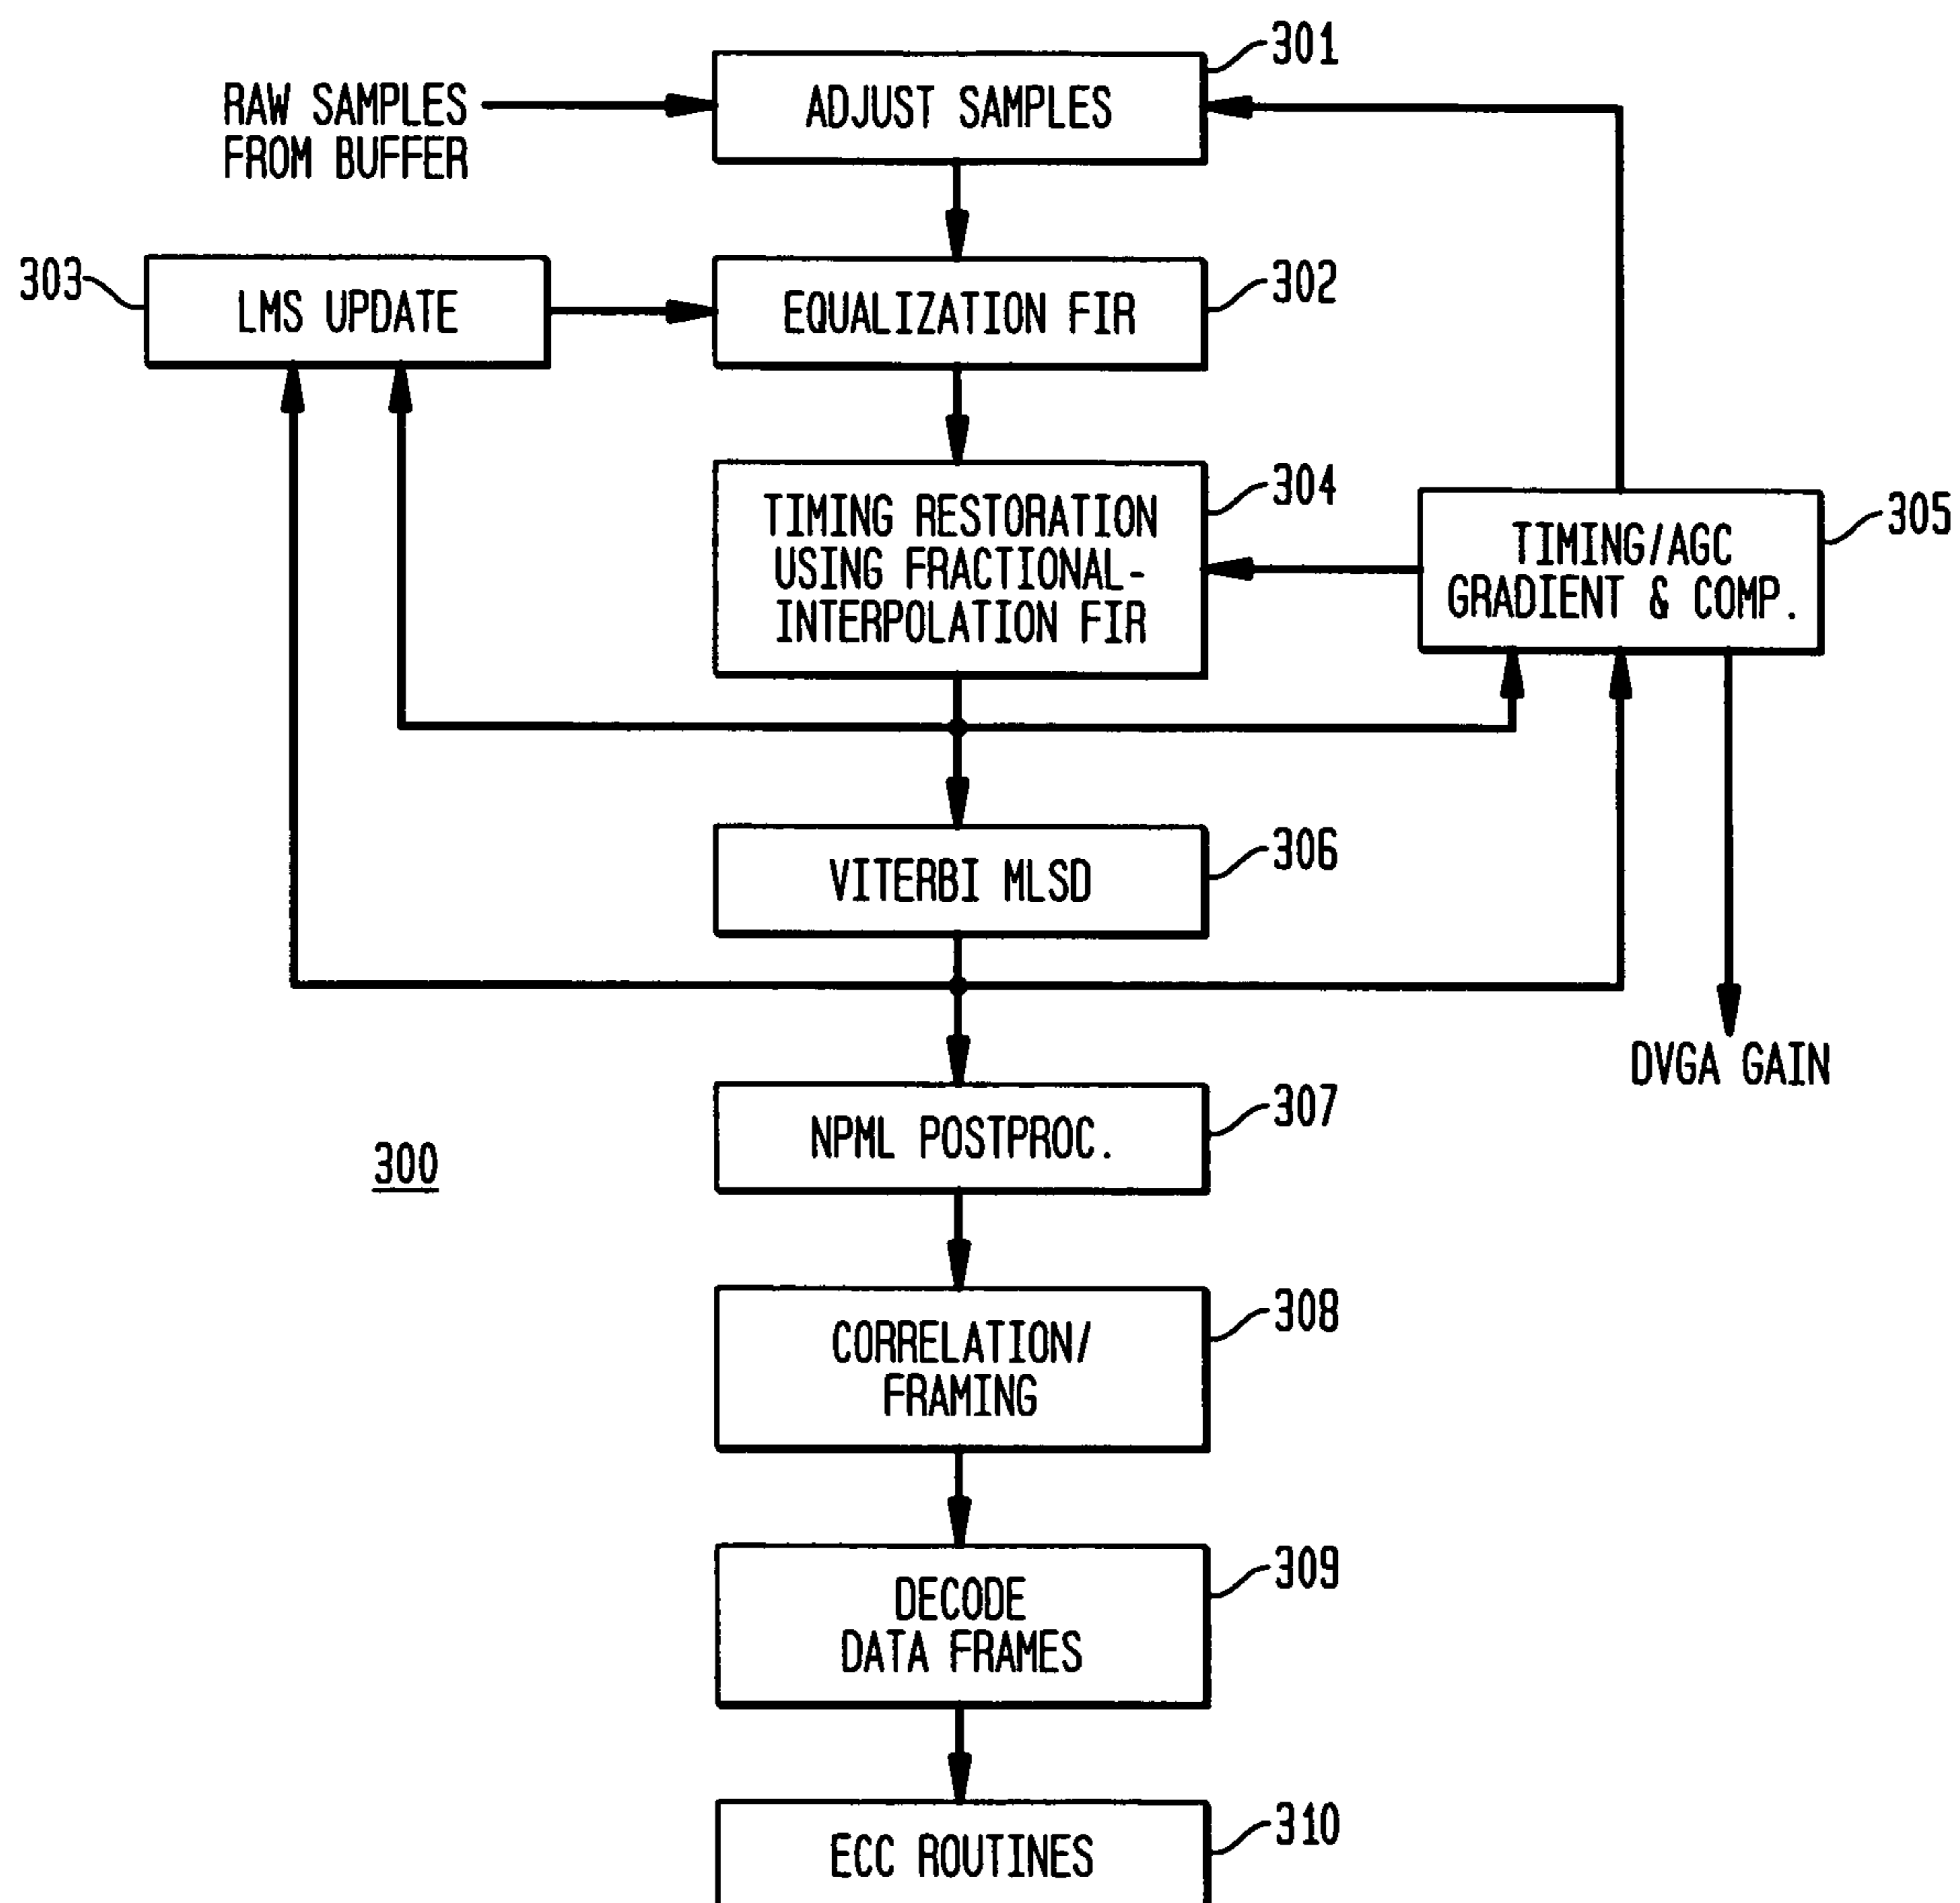 301
RAW SAMPLES
FROM BUFFER
ADJUST SAMPLES
303
LMS UPDATE
EQUALIZATION FIR
302
TIMING RESTORATION
USING FRACTIONAL-
INTERPOLATION FIR
304
TIMING/AGC
GRADIENT & COMP.
305
VITERBI MLSD
306
DVGA GAIN
NPML POSTPROC.
307
300
CORRELATION/
FRAMING
308
DECODE
DATA FRAMES
309
ECC ROUTINES
310